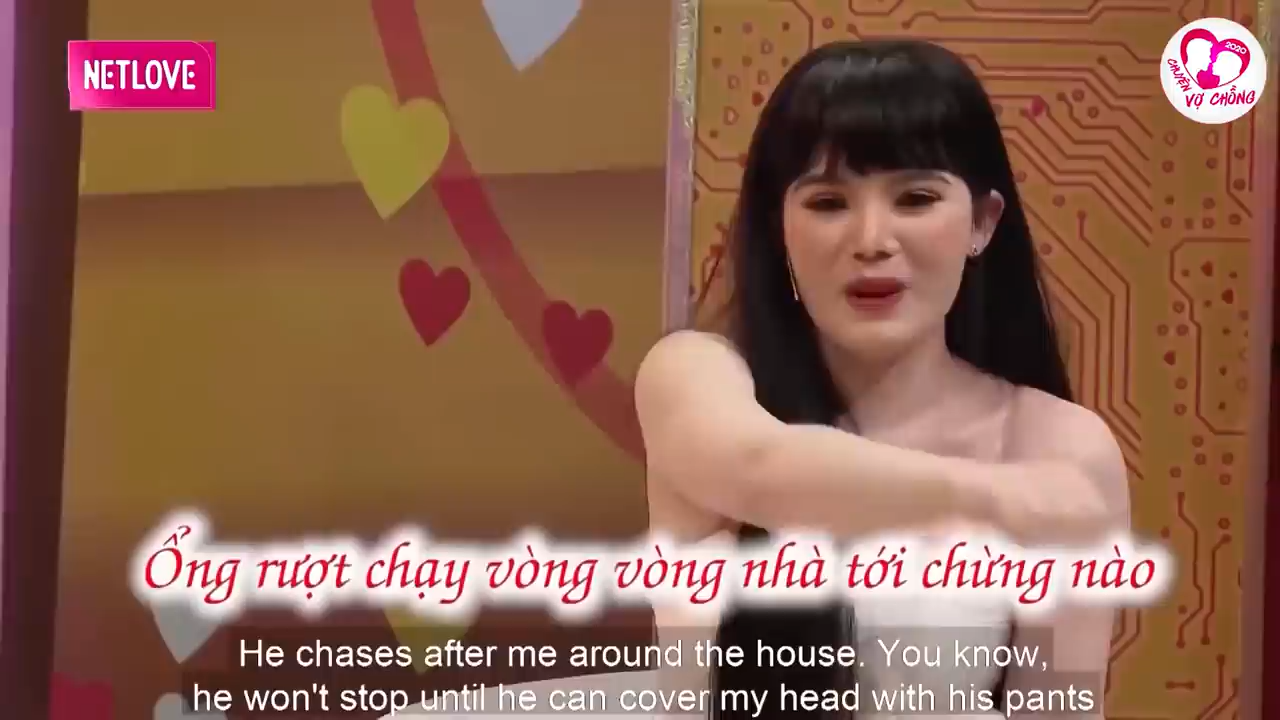 NETLOVE
2020
CHUYỆN
VỢ CHỒNG
Ổng rượt chạy vòng vòng nhà tới chừng nào
He chases after me around the house. You know,
he won't stop until he can cover my head with his pants